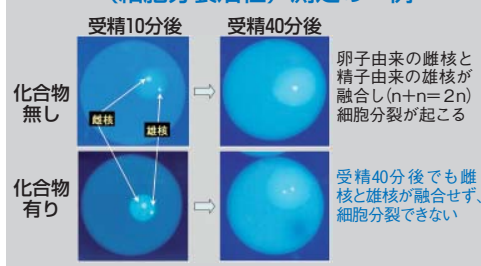 受精10分後
受精40分後
化合物
無し
雌核
雄核
卵子由来の雌核と
精子由来の雄核が
融合し(n+n=2n)
細胞分裂が起こる
化合物
有り
受精40分後でも雌
核と雄核が融合せず、
細胞分裂できない